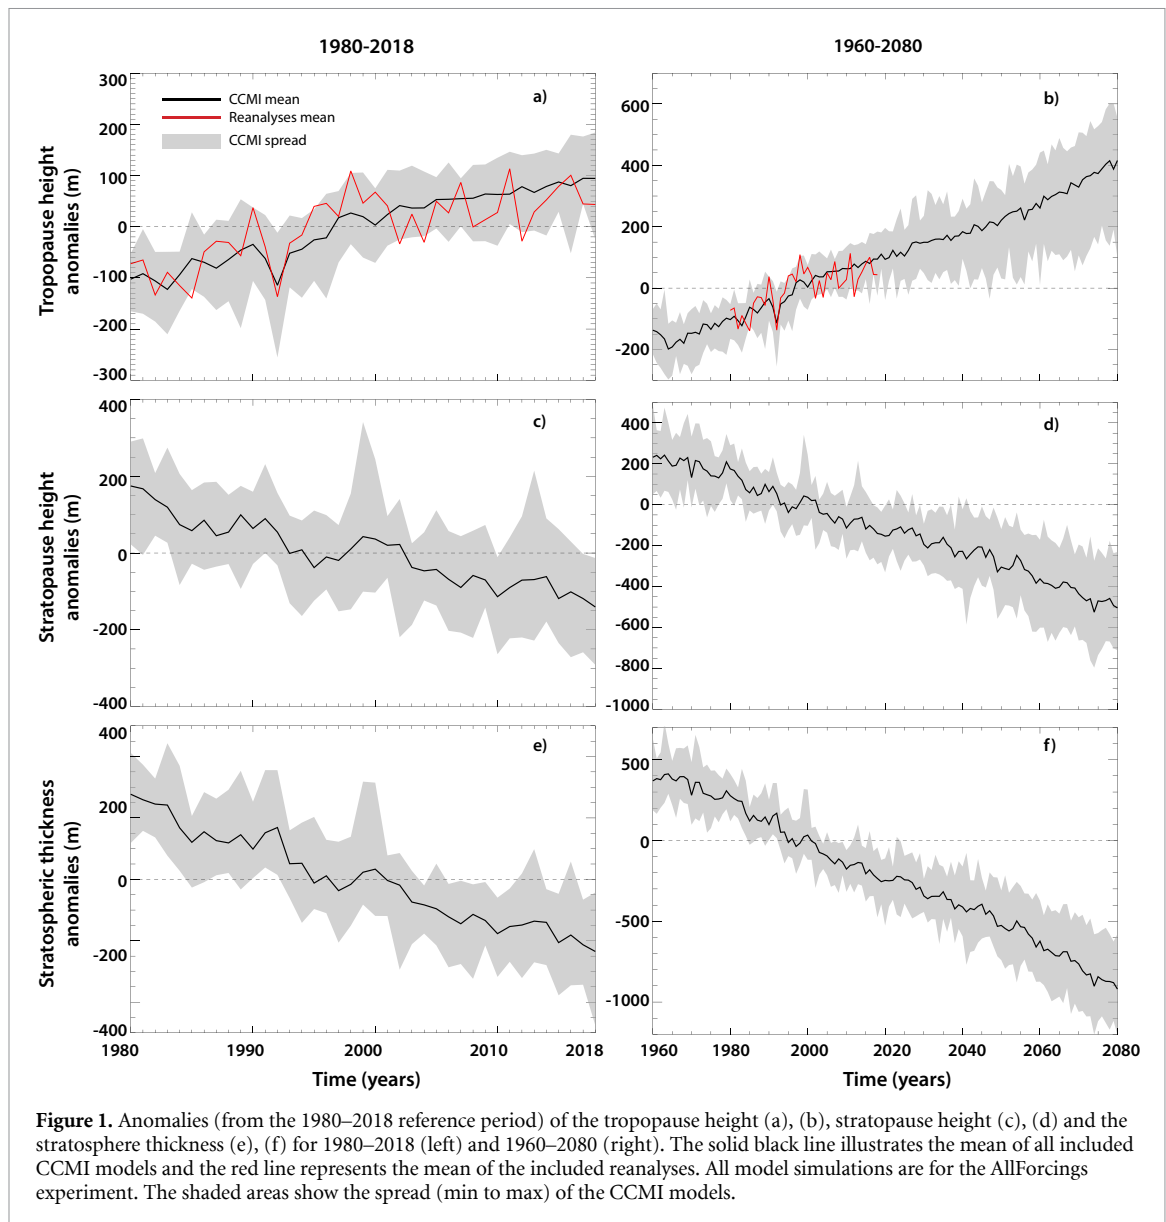 1980-2018
1960-2080
300
200
100
0
-100
-200
-300
Tropopause height
anomalies (m)
CCMI mean
Reanalyses mean
CCMI spread
a)
600
400
200
0
-200
b)
400
200
0
-200
-400
Stratopause height
anomalies (m)
c)
400
200
0
-200
-400
-600
-800
-1000
d)
400
200
0
-200
-400
Stratospheric thickness
anomalies (m)
e)
500
0
-500
-1000
f)
1980
1990
2000
2010
2018
Time (years)
1960
1980
2000
2020
2040
2060
2080
Time (years)
Figure 1. Anomalies (from the 1980–2018 reference period) of the tropopause height (a), (b), stratopause height (c), (d) and the
stratosphere thickness (e), (f) for 1980–2018 (left) and 1960–2080 (right). The solid black line illustrates the mean of all included
CCMI models and the red line represents the mean of the included reanalyses. All model simulations are for the AllForcings
experiment. The shaded areas show the spread (min to max) of the CCMI models.